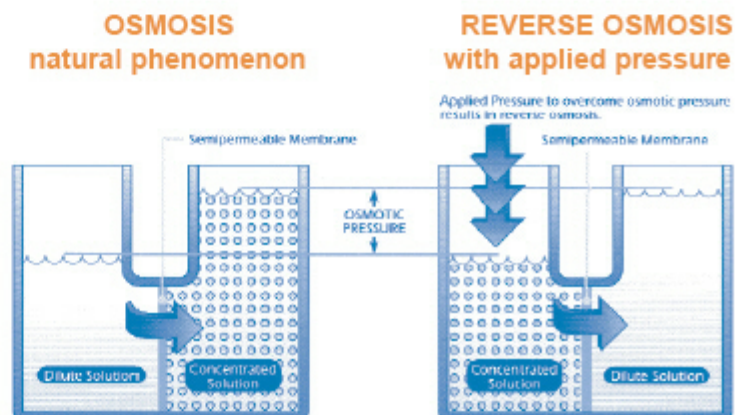 OSMOSIS
natural phenomenon
REVERSE OSMOSIS
with applied pressure
Applied Pressure to overcome osmotic pressure
results in reverse osmosis.
Semipermeable Membrane
Semipermeable Membrane
OSMOTIC
PRESSURE
Dilute Solution
Concentrated
Solution
Concentrated
Solution
Dilute Solution